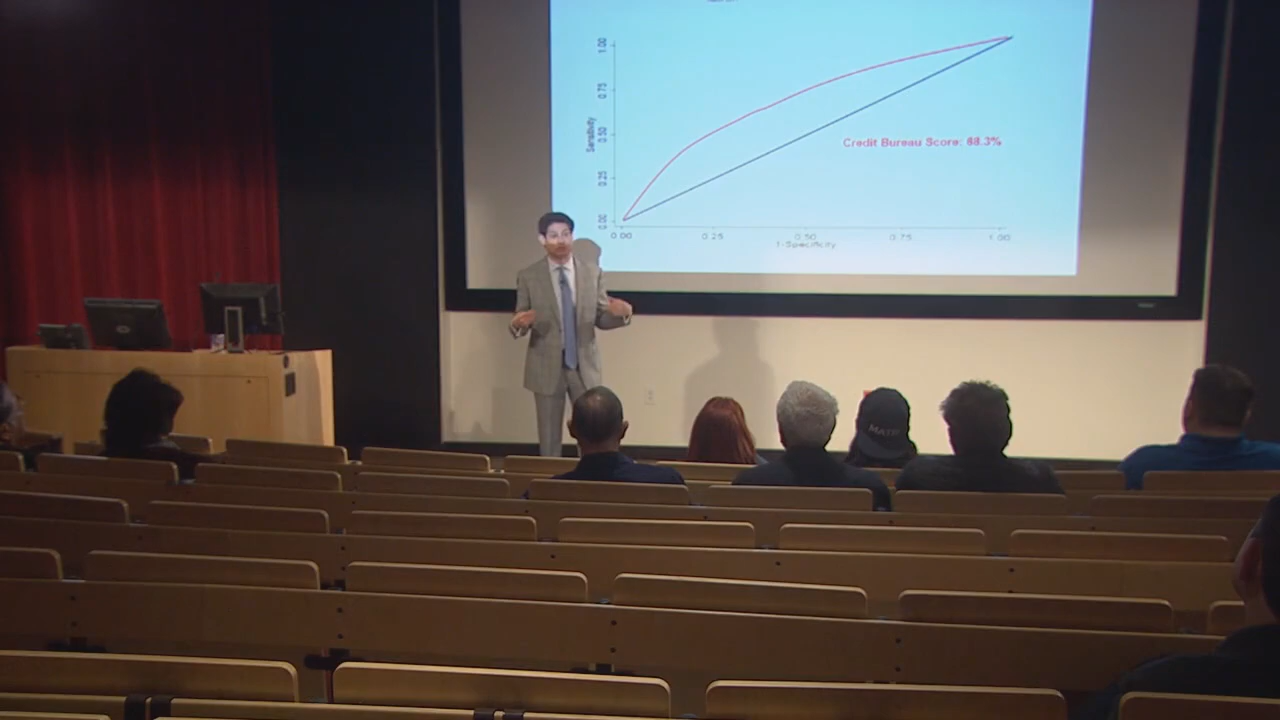 1.00
0.75
0.50
0.25
0.00
Sensitivity
Credit Bureau Score: 68.3%
0.00 0.25 0.50 0.75 1.00
1-Specificity